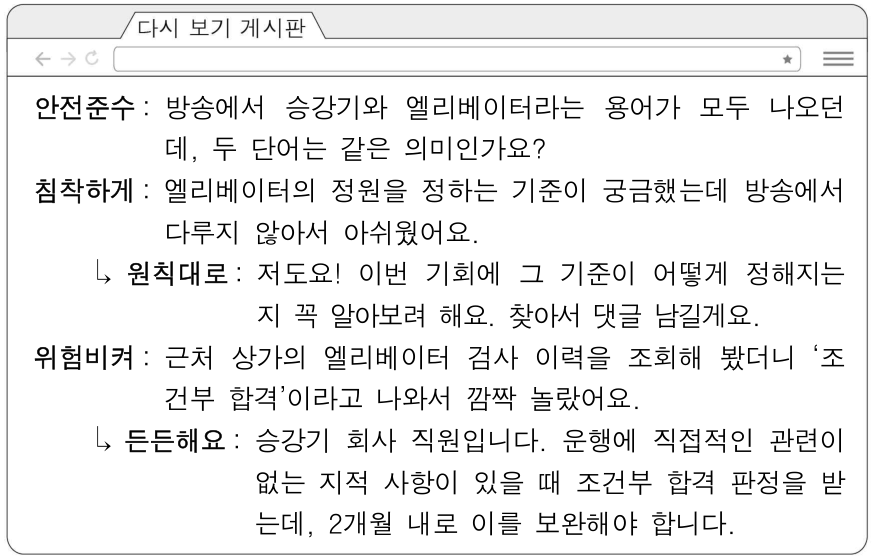 다시 보기 게시판
안전준수 : 방송에서 승강기와 엘리베이터라는 용어가 모두 나오던
데, 두 단어는 같은 의미인가요?
침착하게 : 엘리베이터의 정원을 정하는 기준이 궁금했는데 방송에서
다루지 않아서 아쉬웠어요.
↳ 원칙대로 : 저도요! 이번 기회에 그 기준이 어떻게 정해지는
지 꼭 알아보려 해요. 찾아서 댓글 남길게요.
위험비켜 : 근처 상가의 엘리베이터 검사 이력을 조회해 봤더니 ‘조
건부 합격’이라고 나와서 깜짝 놀랐어요.
↳ 든든해요 : 승강기 회사 직원입니다. 운행에 직접적인 관련이
없는 지적 사항이 있을 때 조건부 합격 판정을 받
는데, 2개월 내로 이를 보완해야 합니다.